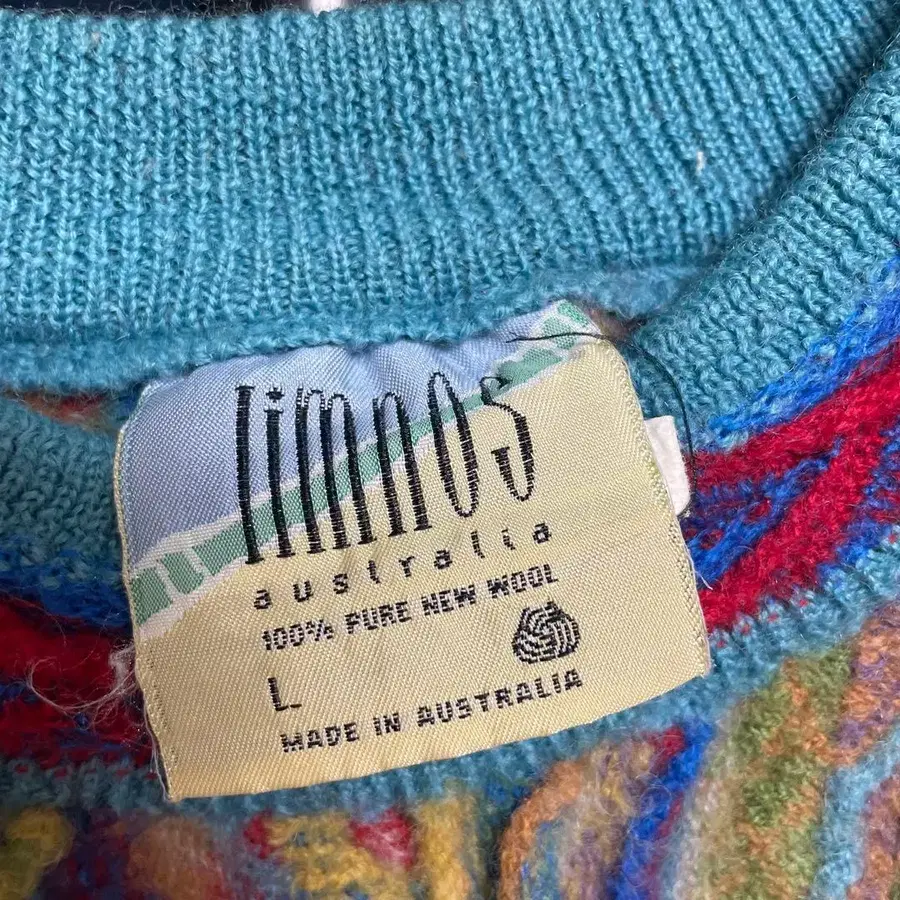 limnos
australia
100% PURE NEW WOOL
L
MADE IN AUSTRALIA